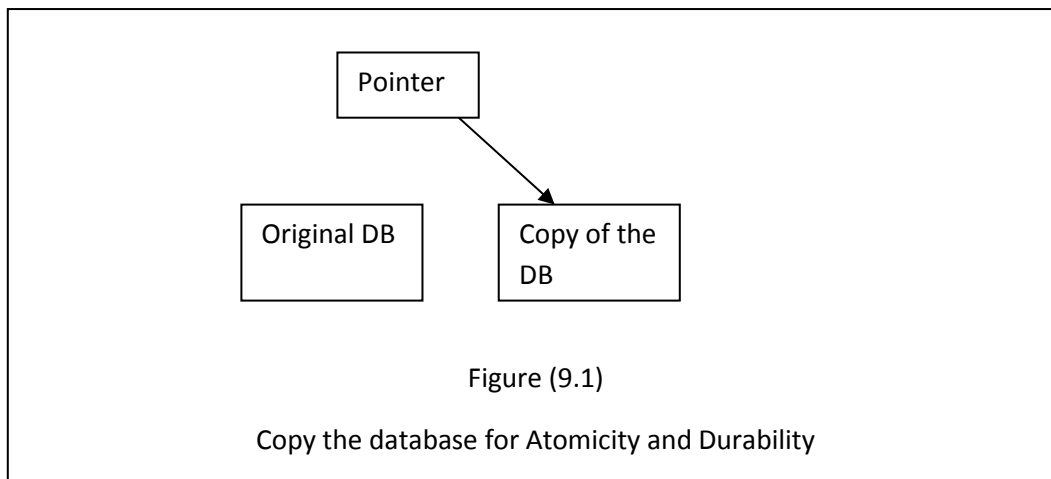 Pointer
Original DB
Copy of the
DB
Figure (9.1)
Copy the database for Atomicity and Durability